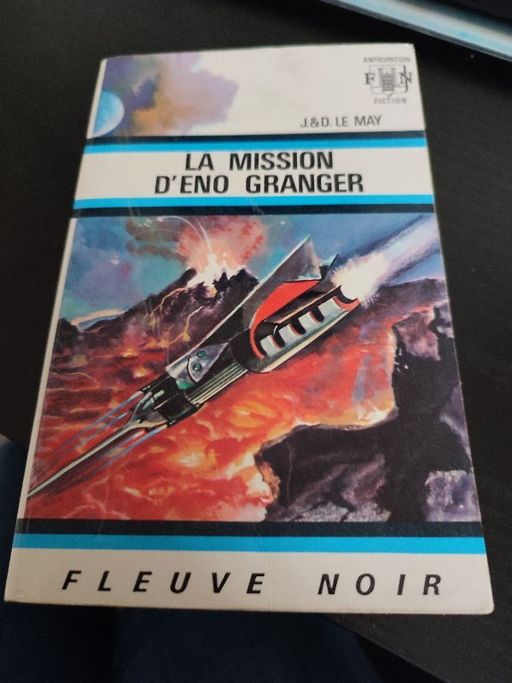 ANTICIPATION
FN
FICTION
J.&D. LE MAY
LA MISSION
D'ENO GRANGER
FLEUVE NOIR